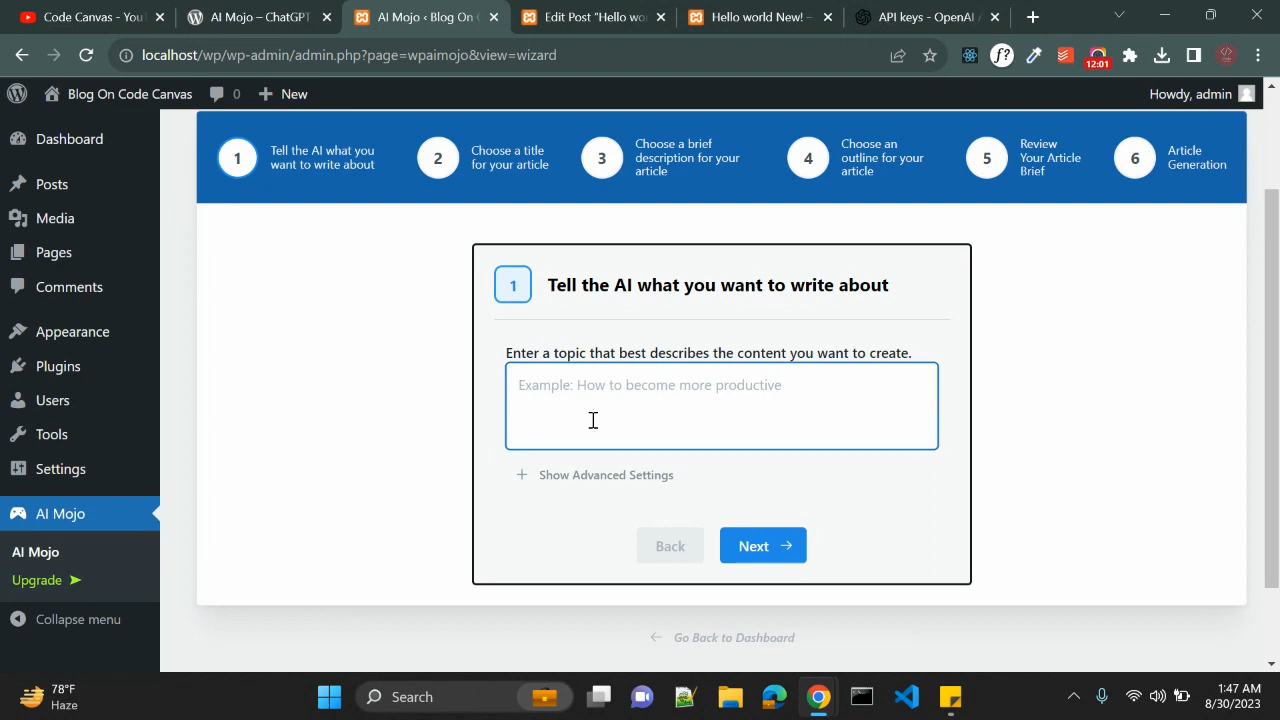 Code Canvas - YouT
AI Mojo – ChatGPT
AI Mojo ‹ Blog On C
Edit Post "Hello wo
Hello world New! –
API keys - OpenAI A
localhost/wp/wp-admin/admin.php?page=wpaimojo&view=wizard
f?
12:01
Blog On Code Canvas
0
New
Howdy, admin
Dashboard
Posts
Media
Pages
Comments
Appearance
Plugins
Users
Tools
Settings
AI Mojo
AI Mojo
Upgrade ➤
Collapse menu
1
Tell the AI what you
want to write about
2
Choose a title
for your article
3
Choose a brief
description for your
article
4
Choose an
outline for your
article
5
Review
Your Article
Brief
6
Article
Generation
1
Tell the AI what you want to write about
Enter a topic that best describes the content you want to create.
Example: How to become more productive
+ Show Advanced Settings
Back
Next →
← Go Back to Dashboard
78°F
Haze
Search
1:47 AM
8/30/2023